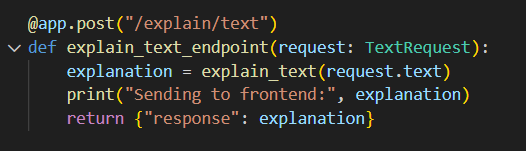 @app.post("/explain/text")
def explain_text_endpoint(request: TextRequest):
    explanation = explain_text(request.text)
    print("Sending to frontend:", explanation)
    return {"response": explanation}